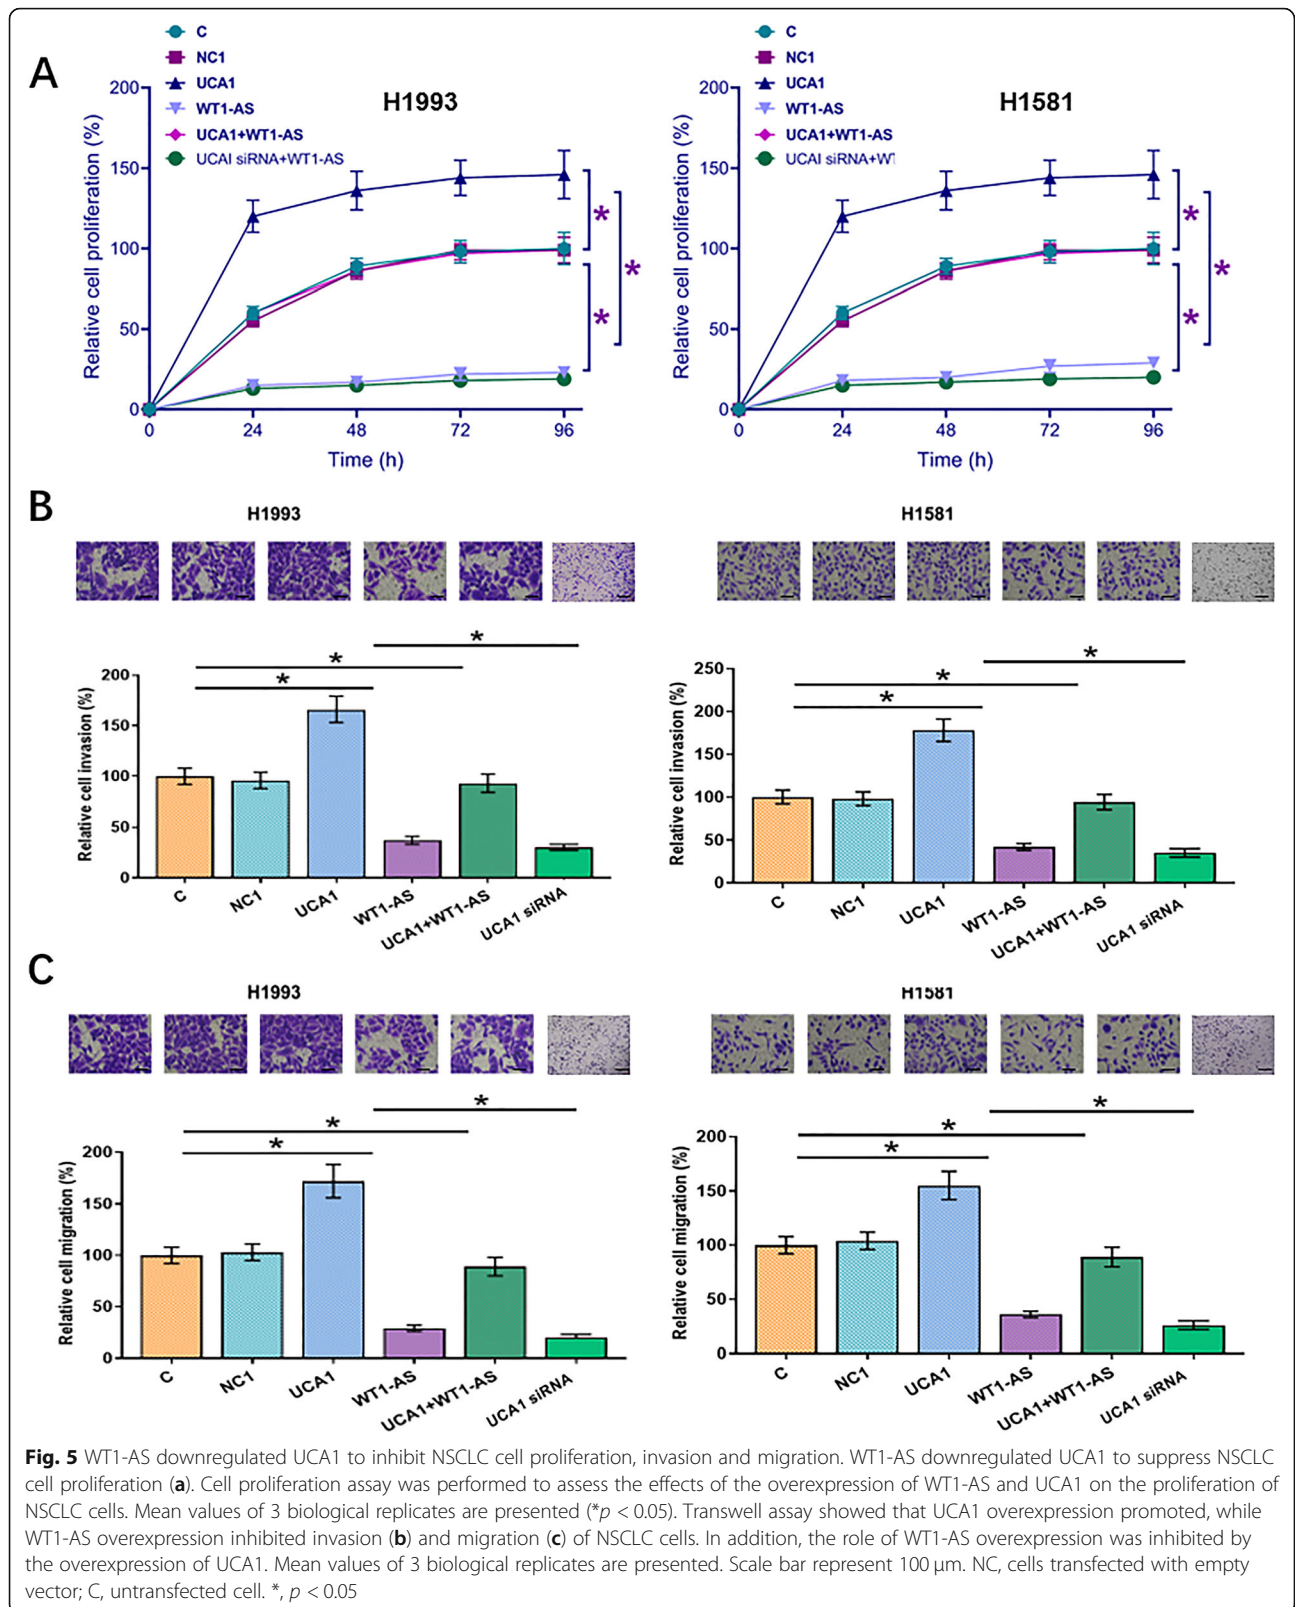 A
C
NC1
UCA1
WT1-AS
UCA1+WT1-AS
UCAI siRNA+WT1-AS
H1993
Relative cell proliferation (%)
200
150
100
50
0
0 24 48 72 96
Time (h)
*
*
*
C
NC1
UCA1
WT1-AS
UCA1+WT1-AS
UCAI siRNA+WT
H1581
Relative cell proliferation (%)
200
150
100
50
0
0 24 48 72 96
Time (h)
*
*
*
B
H1993
*
*
*
Relative cell invasion (%)
200
150
100
50
0
C NC1 UCA1 WT1-AS UCA1+WT1-AS UCA1 siRNA
H1581
*
*
*
Relative cell invasion (%)
250
200
150
100
50
0
C NC1 UCA1 WT1-AS UCA1+WT1-AS UCA1 siRNA
C
H1993
*
*
*
Relative cell migration (%)
200
150
100
50
0
C NC1 UCA1 WT1-AS UCA1+WT1-AS UCA1 siRNA
H1581
*
*
*
Relative cell migration (%)
200
150
100
50
0
C NC1 UCA1 WT1-AS UCA1+WT1-AS UCA1 siRNA
Fig. 5 WT1-AS downregulated UCA1 to inhibit NSCLC cell proliferation, invasion and migration. WT1-AS downregulated UCA1 to suppress NSCLC
cell proliferation (a). Cell proliferation assay was performed to assess the effects of the overexpression of WT1-AS and UCA1 on the proliferation of
NSCLC cells. Mean values of 3 biological replicates are presented (*p < 0.05). Transwell assay showed that UCA1 overexpression promoted, while
WT1-AS overexpression inhibited invasion (b) and migration (c) of NSCLC cells. In addition, the role of WT1-AS overexpression was inhibited by
the overexpression of UCA1. Mean values of 3 biological replicates are presented. Scale bar represent 100 μm. NC, cells transfected with empty
vector; C, untransfected cell. *, p < 0.05